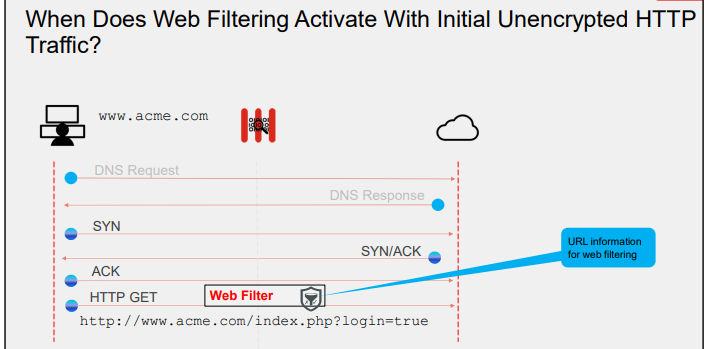 When Does Web Filtering Activate With Initial Unencrypted HTTP
Traffic?
www.acme.com
DNS Request
DNS Response
SYN
SYN/ACK
URL information
for web filtering
ACK
HTTP GET
Web Filter
http://www.acme.com/index.php?login=true